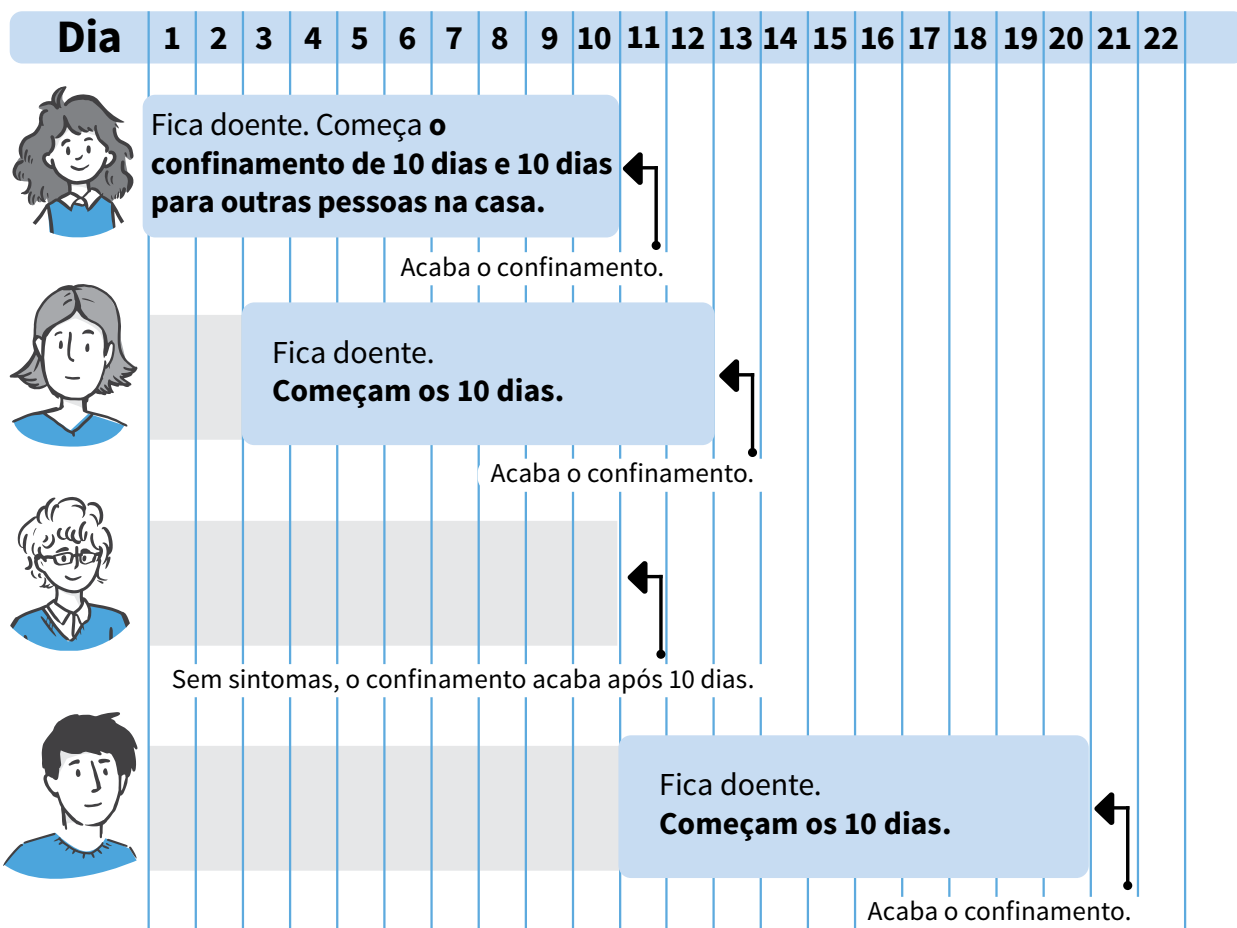 Dia 1 2 3 4 5 6 7 8 9 10 11 12 13 14 15 16 17 18 19 20 21 22
Fica doente. Começa o
confinamento de 10 dias e 10 dias
para outras pessoas na casa.
Acaba o confinamento.
Fica doente.
Começam os 10 dias.
Acaba o confinamento.
Sem sintomas, o confinamento acaba após 10 dias.
Fica doente.
Começam os 10 dias.
Acaba o confinamento.